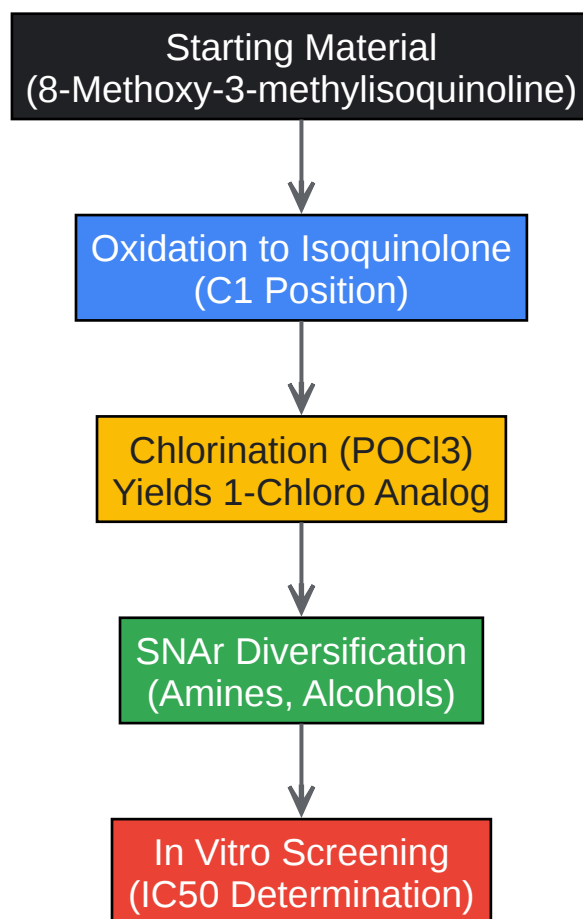 Starting Material
(8-Methoxy-3-methylisoquinoline)
Oxidation to Isoquinolone
(C1 Position)
Chlorination (POCl3)
Yields 1-Chloro Analog
SNAr Diversification
(Amines, Alcohols)
In Vitro Screening
(IC50 Determination)